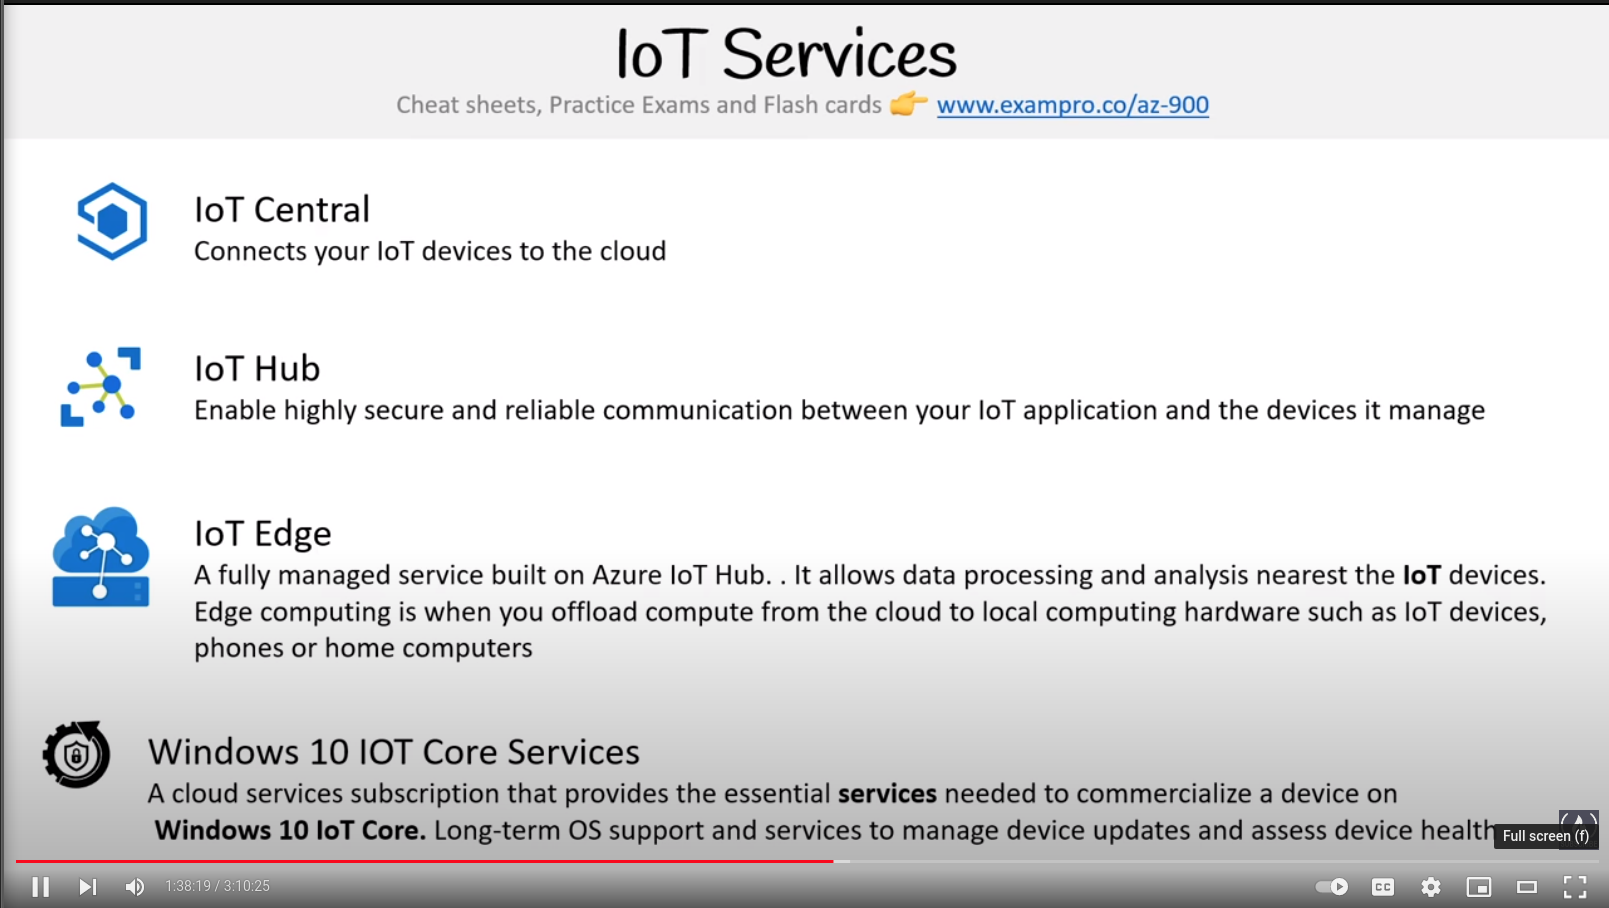 IoT Services
Cheat sheets, Practice Exams and Flash cards 👉 www.exampro.co/az-900
IoT Central
Connects your IoT devices to the cloud
IoT Hub
Enable highly secure and reliable communication between your IoT application and the devices it manage
IoT Edge
A fully managed service built on Azure IoT Hub. . It allows data processing and analysis nearest the IoT devices.
Edge computing is when you offload compute from the cloud to local computing hardware such as IoT devices,
phones or home computers
Windows 10 IOT Core Services
A cloud services subscription that provides the essential services needed to commercialize a device on
Windows 10 IoT Core. Long-term OS support and services to manage device updates and assess device health
Full screen (f)
1:38:19 / 3:10:25
CC